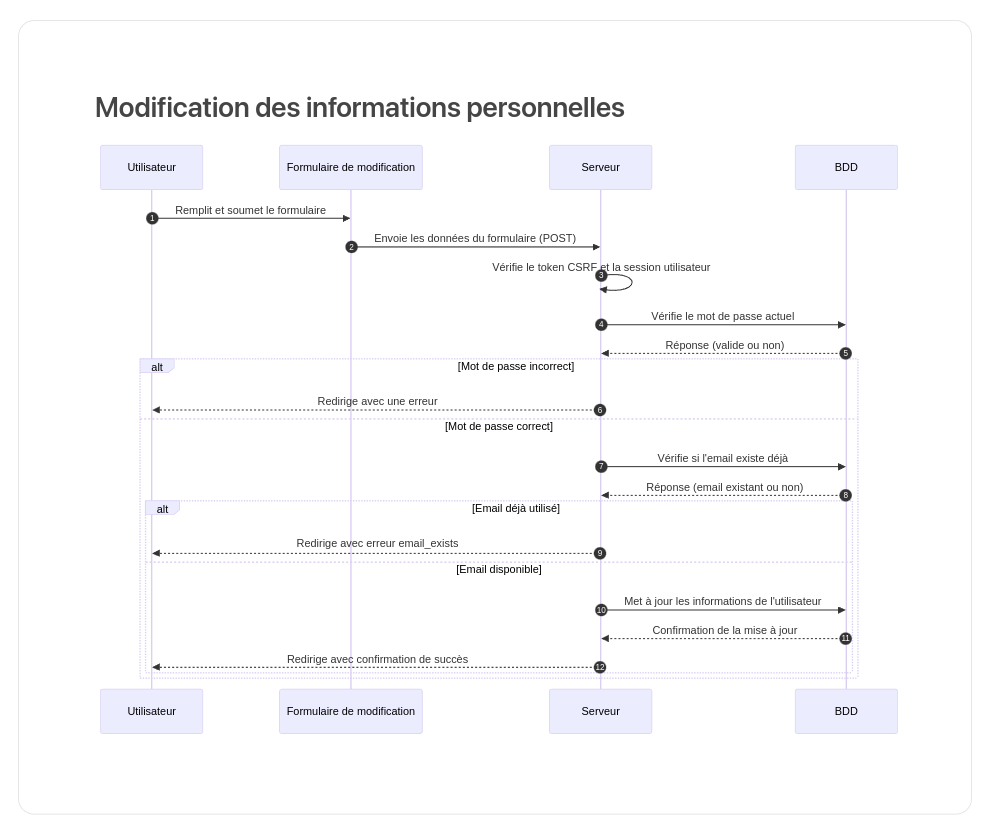 Modification des informations personnelles
Utilisateur
Formulaire de modification
Serveur
BDD
1
Remplit et soumet le formulaire
2
Envoie les données du formulaire (POST)
Vérifie le token CSRF et la session utilisateur
3
4
Vérifie le mot de passe actuel
Réponse (valide ou non)
5
alt
[Mot de passe incorrect]
Redirige avec une erreur
6
[Mot de passe correct]
7
Vérifie si l'email existe déjà
Réponse (email existant ou non)
8
alt
[Email déjà utilisé]
Redirige avec erreur email_exists
9
[Email disponible]
10
Met à jour les informations de l'utilisateur
Confirmation de la mise à jour
11
Redirige avec confirmation de succès
12
Utilisateur
Formulaire de modification
Serveur
BDD